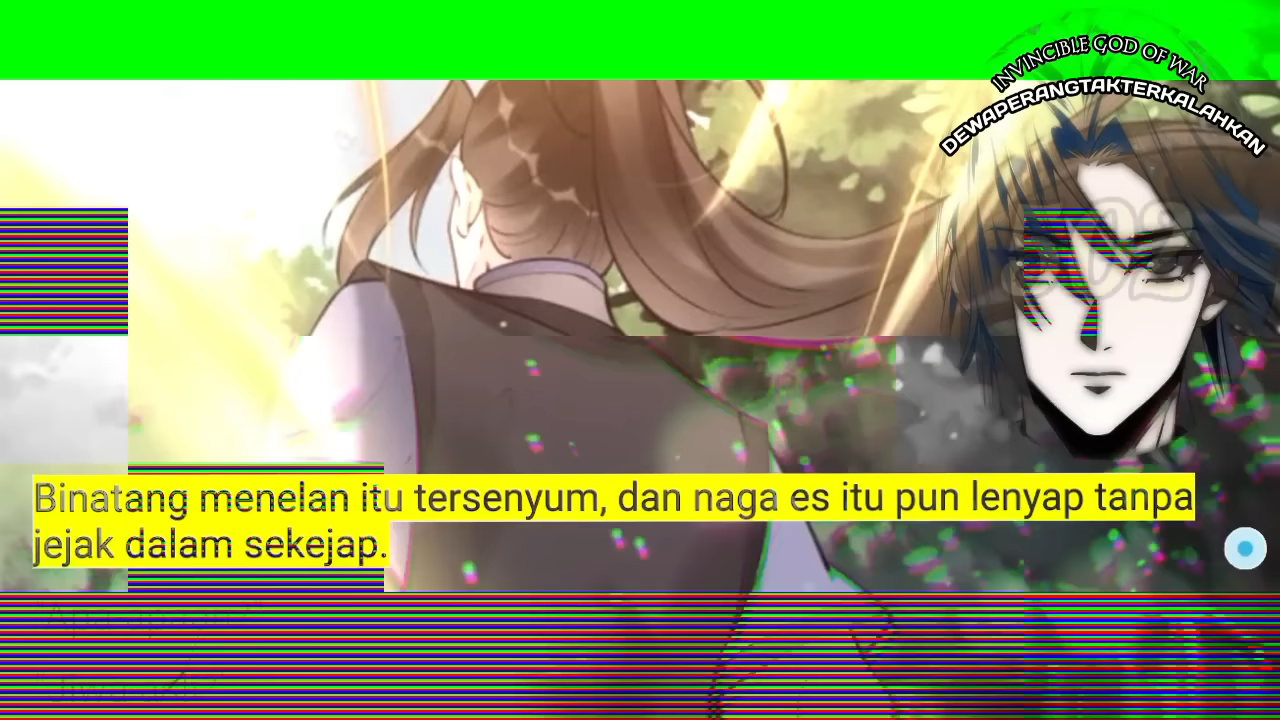 INVINCIBLE GOD OF WAR
DEWAPERANGTAKTERKALAHKAN
Binatang menelan itu tersenyum, dan naga es itu pun lenyap tanpa
jejak dalam sekejap.